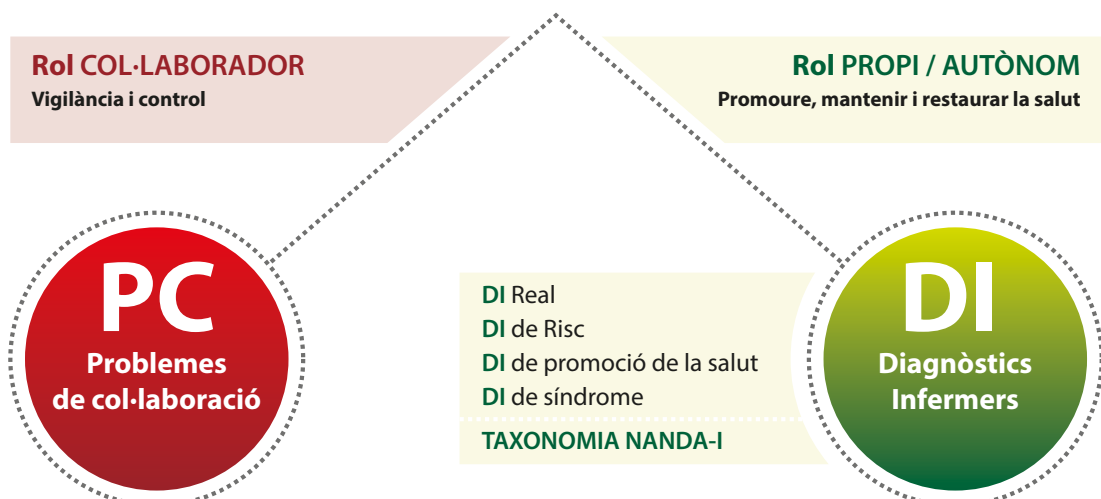 Rol COL·LABORADOR
Vigilància i control
Rol PROPI / AUTÒNOM
Promoure, mantenir i restaurar la salut
PC
Problemes
de col·laboració
DI Real
DI de Risc
DI de promoció de la salut
DI de síndrome
TAXONOMIA NANDA-I
DI
Diagnòstics
Infermers